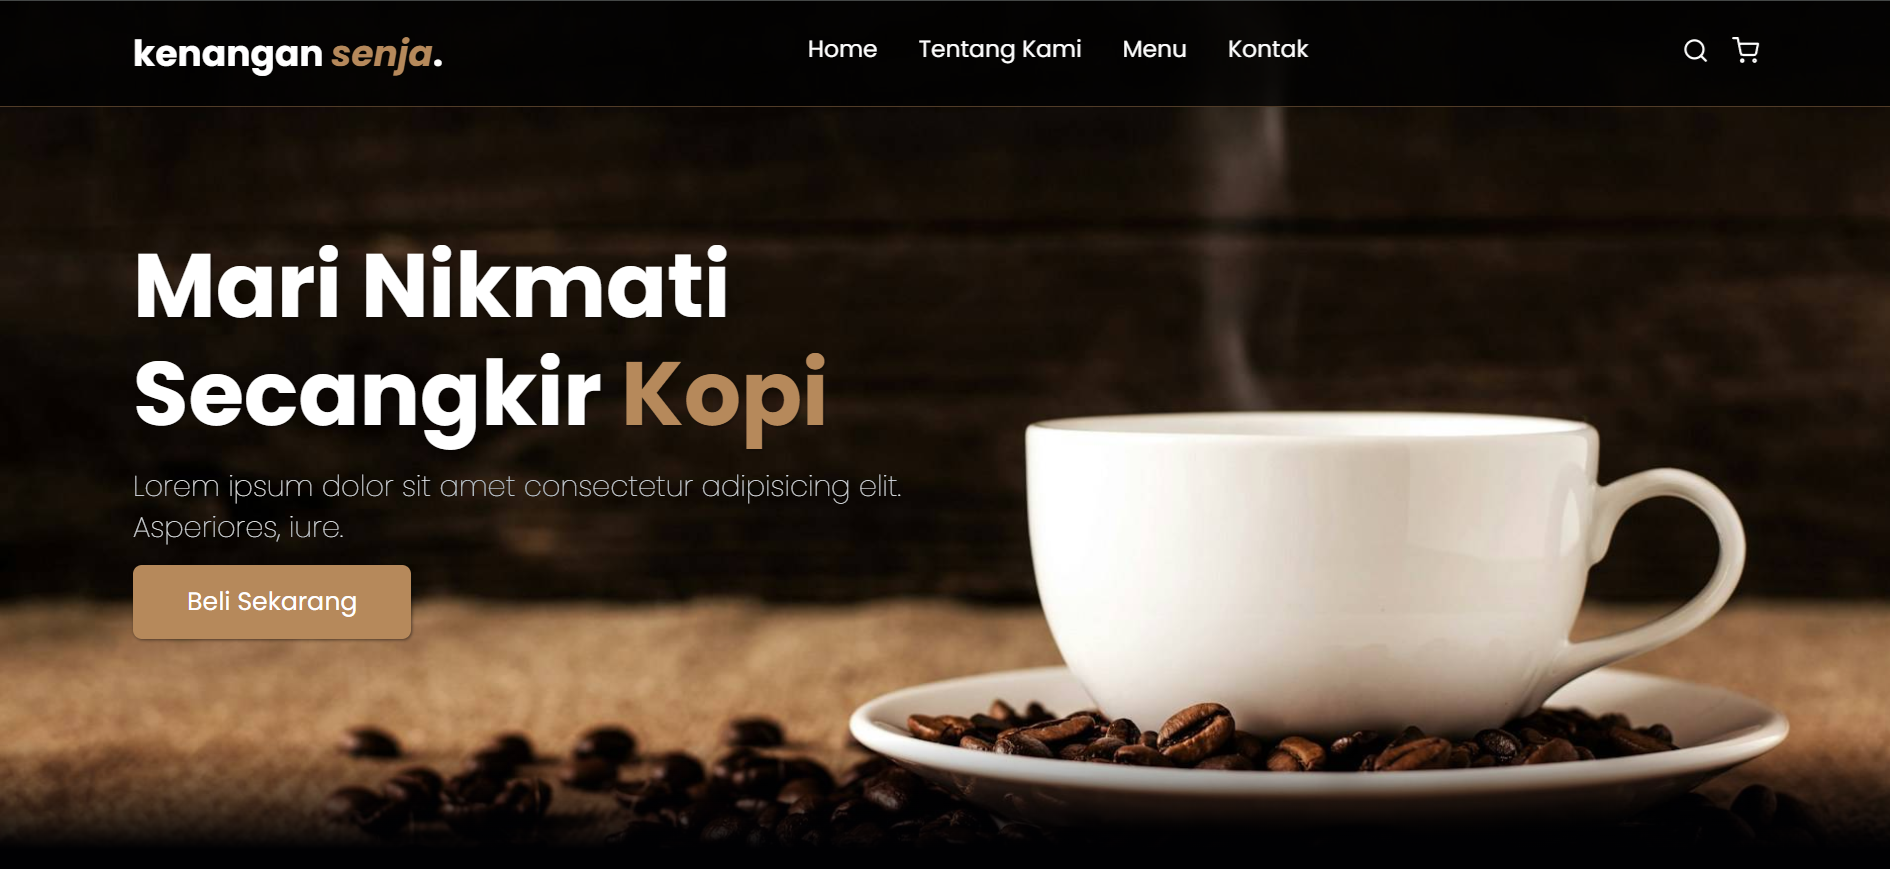 kenangan senja.
Home Tentang Kami Menu Kontak
Mari Nikmati
Secangkir Kopi
Lorem ipsum dolor sit amet consectetur adipisicing elit.
Asperiores, iure.
Beli Sekarang